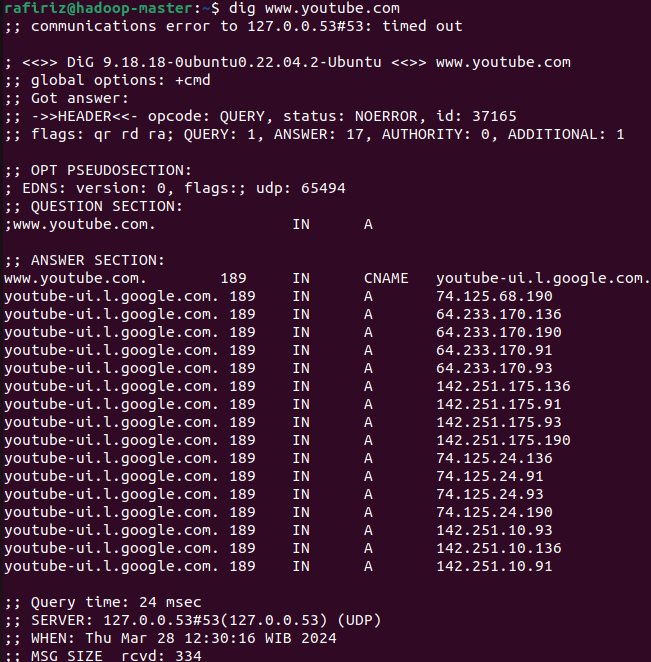 rafiriz@hadoop-master:~$ dig www.youtube.com
;; communications error to 127.0.0.53#53: timed out
; <<>> DiG 9.18.18-0ubuntu0.22.04.2-Ubuntu <<>> www.youtube.com
;; global options: +cmd
;; Got answer:
;; ->>HEADER<<- opcode: QUERY, status: NOERROR, id: 37165
;; flags: qr rd ra; QUERY: 1, ANSWER: 17, AUTHORITY: 0, ADDITIONAL: 1
;; OPT PSEUDOSECTION:
; EDNS: version: 0, flags:; udp: 65494
;; QUESTION SECTION:
;www.youtube.com. IN A
;; ANSWER SECTION:
www.youtube.com. 189 IN CNAME youtube-ui.l.google.com.
youtube-ui.l.google.com. 189 IN A 74.125.68.190
youtube-ui.l.google.com. 189 IN A 64.233.170.136
youtube-ui.l.google.com. 189 IN A 64.233.170.190
youtube-ui.l.google.com. 189 IN A 64.233.170.91
youtube-ui.l.google.com. 189 IN A 64.233.170.93
youtube-ui.l.google.com. 189 IN A 142.251.175.136
youtube-ui.l.google.com. 189 IN A 142.251.175.91
youtube-ui.l.google.com. 189 IN A 142.251.175.93
youtube-ui.l.google.com. 189 IN A 142.251.175.190
youtube-ui.l.google.com. 189 IN A 74.125.24.136
youtube-ui.l.google.com. 189 IN A 74.125.24.91
youtube-ui.l.google.com. 189 IN A 74.125.24.93
youtube-ui.l.google.com. 189 IN A 74.125.24.190
youtube-ui.l.google.com. 189 IN A 142.251.10.93
youtube-ui.l.google.com. 189 IN A 142.251.10.136
youtube-ui.l.google.com. 189 IN A 142.251.10.91
;; Query time: 24 msec
;; SERVER: 127.0.0.53#53(127.0.0.53) (UDP)
;; WHEN: Thu Mar 28 12:30:16 WIB 2024
;; MSG SIZE rcvd: 334